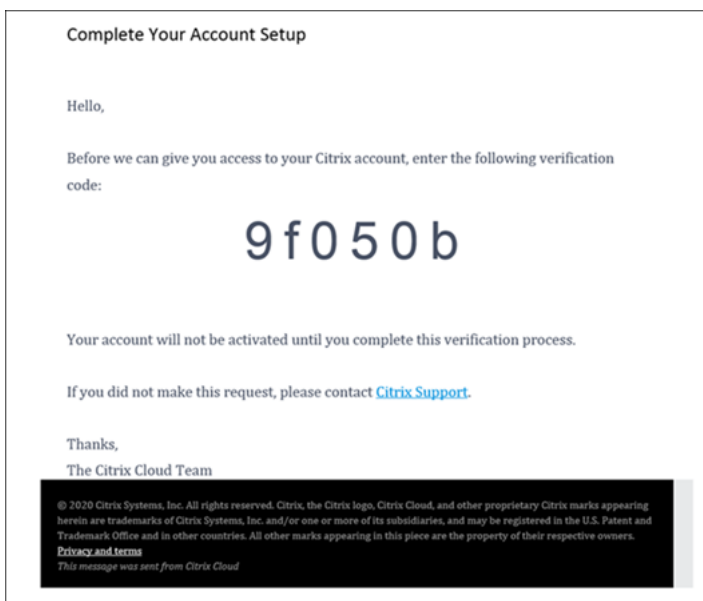 Complete Your Account Setup
Hello,
Before we can give you access to your Citrix account, enter the following verification
code:
9f050b
Your account will not be activated until you complete this verification process.
If you did not make this request, please contact Citrix Support.
Thanks,
The Citrix Cloud Team
© 2020 Citrix Systems, Inc. All rights reserved. Citrix, the Citrix logo, Citrix Cloud, and other proprietary Citrix marks appearing
herein are trademarks of Citrix Systems, Inc. and/or one or more of its subsidiaries, and may be registered in the U.S. Patent and
Trademark Office and in other countries. All other marks appearing in this piece are the property of their respective owners.
Privacy and terms
This message was sent from Citrix Cloud